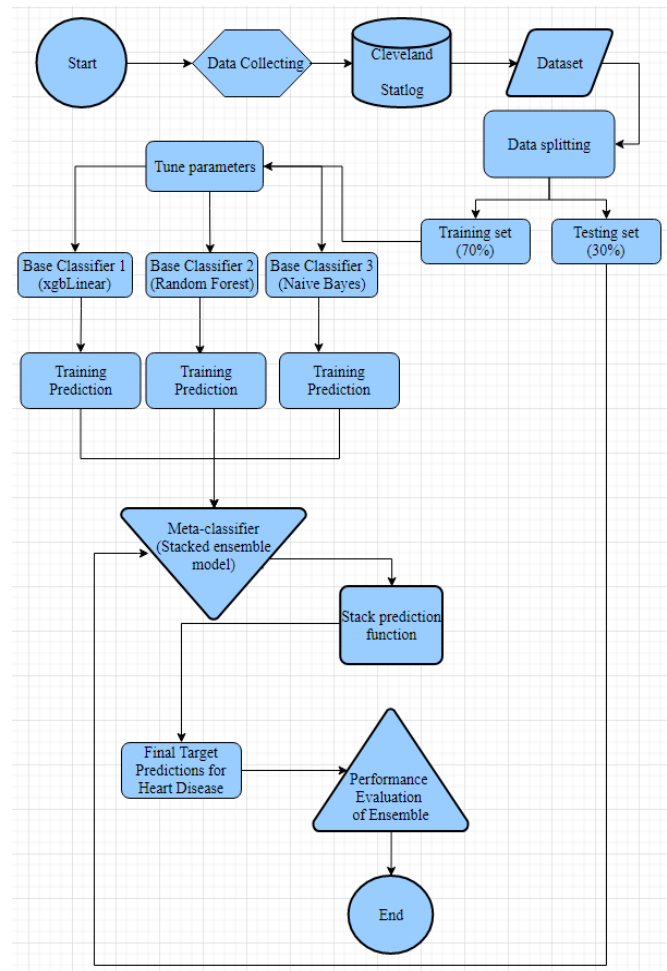 Start
Data Collecting
Cleveland
Statlog
Dataset
Data splitting
Tune parameters
Training set
(70%)
Testing set
(30%)
Base Classifier 1
(xgbLinear)
Base Classifier 2
(Random Forest)
Base Classifier 3
(Naive Bayes)
Training
Prediction
Training
Prediction
Training
Prediction
Meta-classifier
(Stacked ensemble
model)
Stack prediction
function
Final Target
Predictions for
Heart Disease
Performance
Evaluation
of Ensemble
End